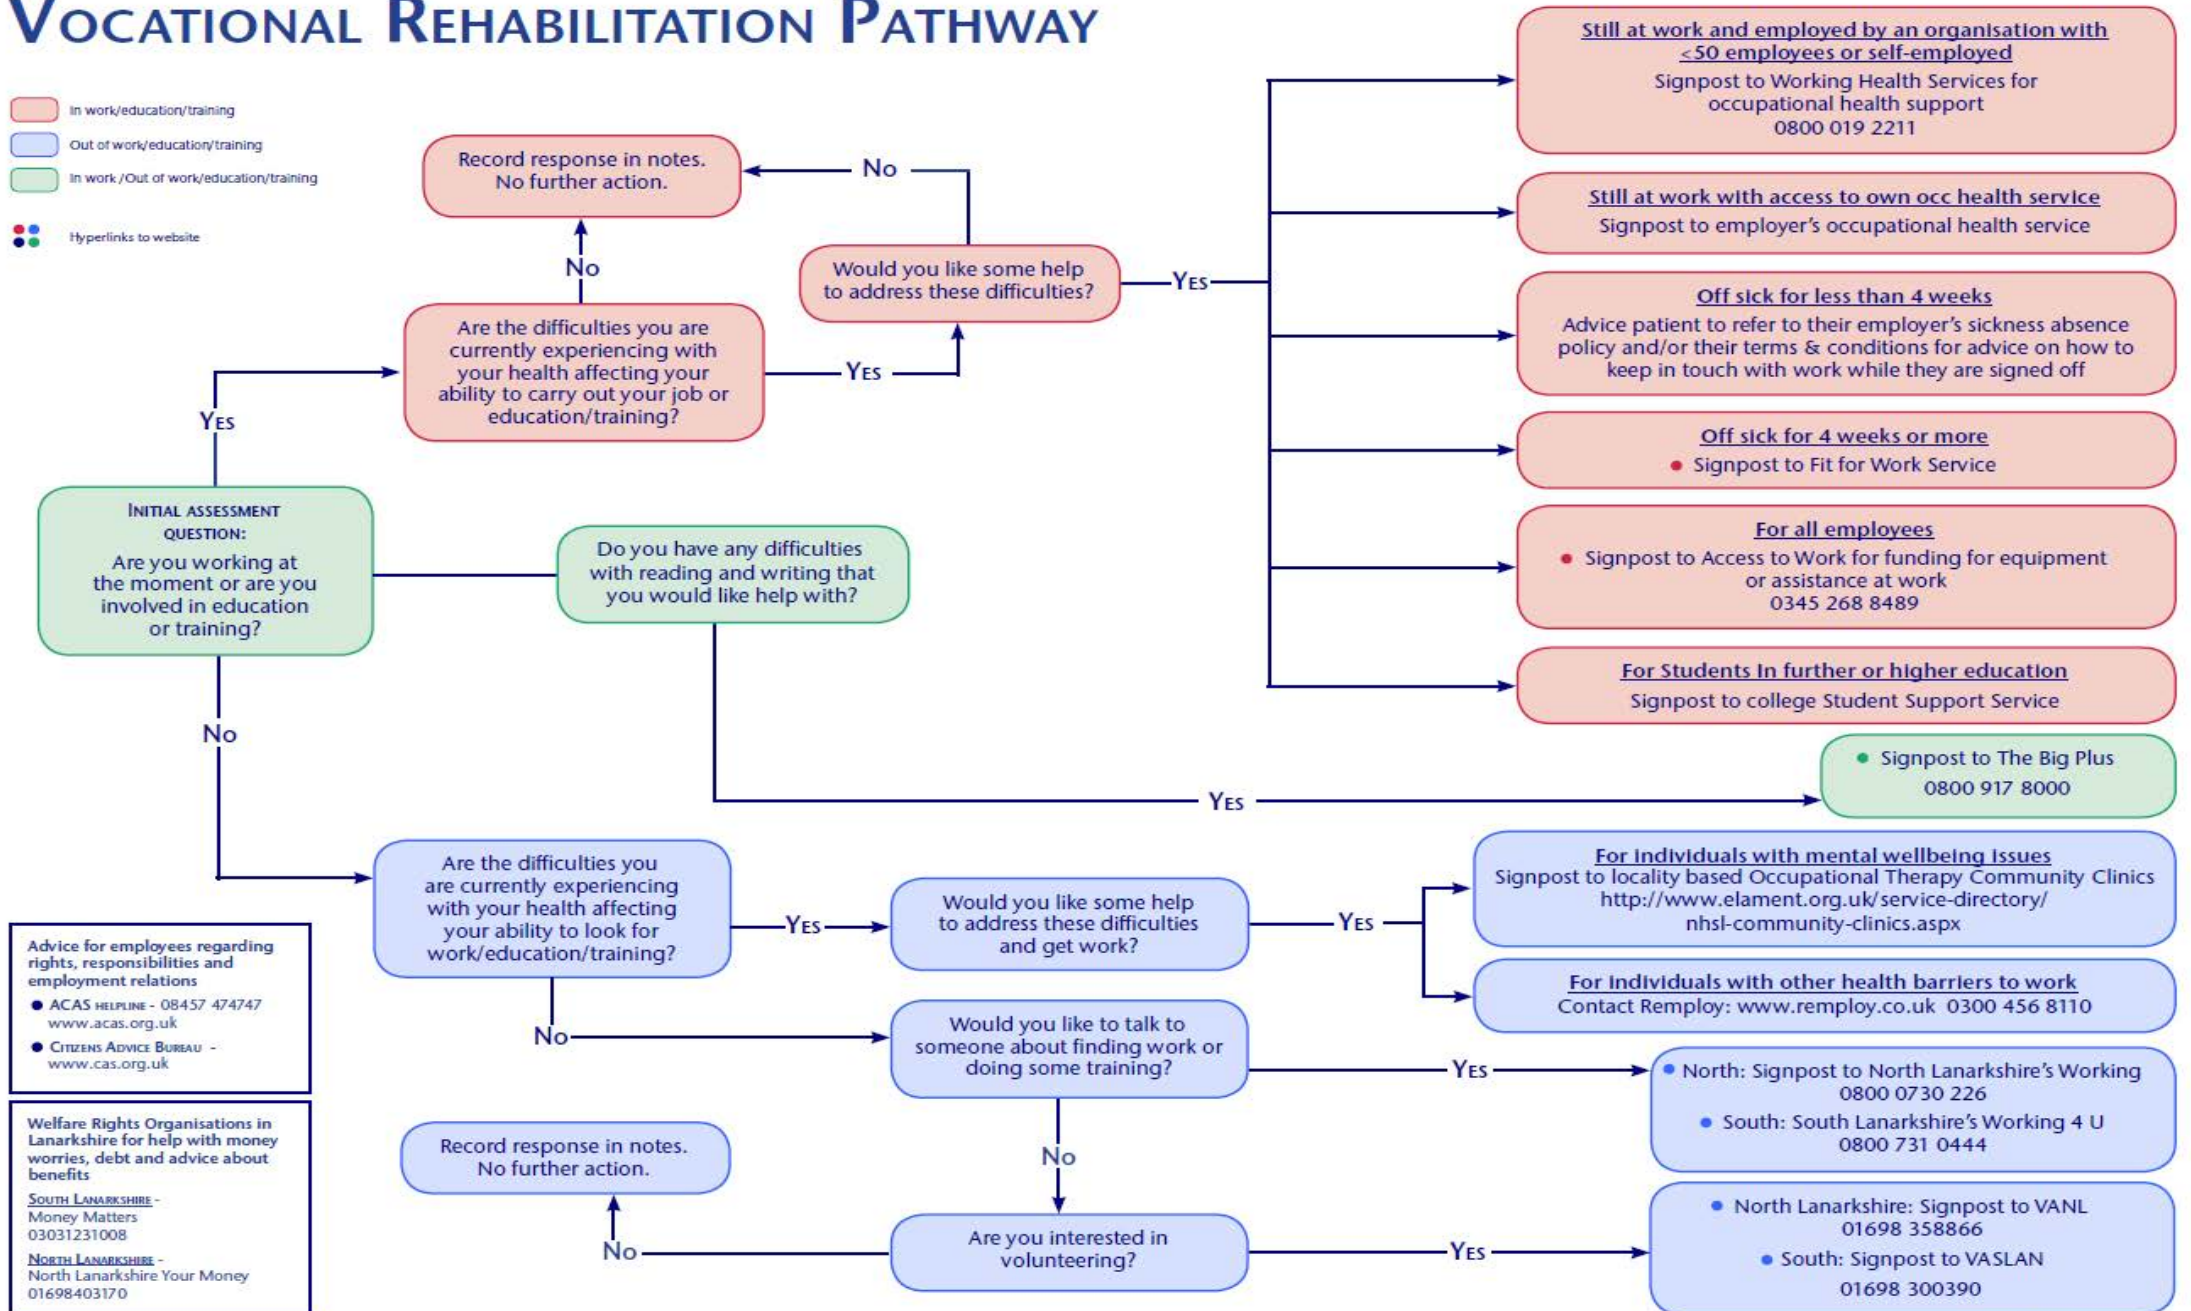 VOCATIONAL REHABILITATION PATHWAY
In work/education/training
Out of work/education/training
In work /Out of work/education/training
Hyperlinks to website
Record response in notes.
No further action.
No
No
Would you like some help
to address these difficulties?
YES
Are the difficulties you are
currently experiencing with
your health affecting your
ability to carry out your job or
education/training?
YES
YES
INITIAL ASSESSMENT
QUESTION:
Are you working at
the moment or are you
involved in education
or training?
Do you have any difficulties
with reading and writing that
you would like help with?
No
YES
Still at work and employed by an organisation with
<50 employees or self-employed
Signpost to Working Health Services for
occupational health support
0800 019 2211
Still at work with access to own occ health service
Signpost to employer's occupational health service
Off sick for less than 4 weeks
Advice patient to refer to their employer's sickness absence
policy and/or their terms & conditions for advice on how to
keep in touch with work while they are signed off
Off sick for 4 weeks or more
• Signpost to Fit for Work Service
For all employees
• Signpost to Access to Work for funding for equipment
or assistance at work
0345 268 8489
For Students in further or higher education
Signpost to college Student Support Service
• Signpost to The Big Plus
0800 917 8000
Are the difficulties you
are currently experiencing
with your health affecting
your ability to look for
work/education/training?
YES
Would you like some help
to address these difficulties
and get work?
YES
For individuals with mental wellbeing issues
Signpost to locality based Occupational Therapy Community Clinics
http://www.elament.org.uk/service-directory/
nhsl-community-clinics.aspx
For individuals with other health barriers to work
Contact Remploy: www.remploy.co.uk 0300 456 8110
No
Would you like to talk to
someone about finding work or
doing some training?
YES
• North: Signpost to North Lanarkshire's Working
0800 0730 226
• South: South Lanarkshire's Working 4 U
0800 731 0444
No
Record response in notes.
No further action.
No
Are you interested in
volunteering?
YES
• North Lanarkshire: Signpost to VANL
01698 358866
• South: Signpost to VASLAN
01698 300390
Advice for employees regarding
rights, responsibilities and
employment relations
• ACAS HELPLINE - 08457 474747
www.acas.org.uk
• CITIZENS ADVICE BUREAU -
www.cas.org.uk
Welfare Rights Organisations in
Lanarkshire for help with money
worries, debt and advice about
benefits
SOUTH LANARKSHIRE -
Money Matters
03031231008
NORTH LANARKSHIRE -
North Lanarkshire Your Money
01698403170